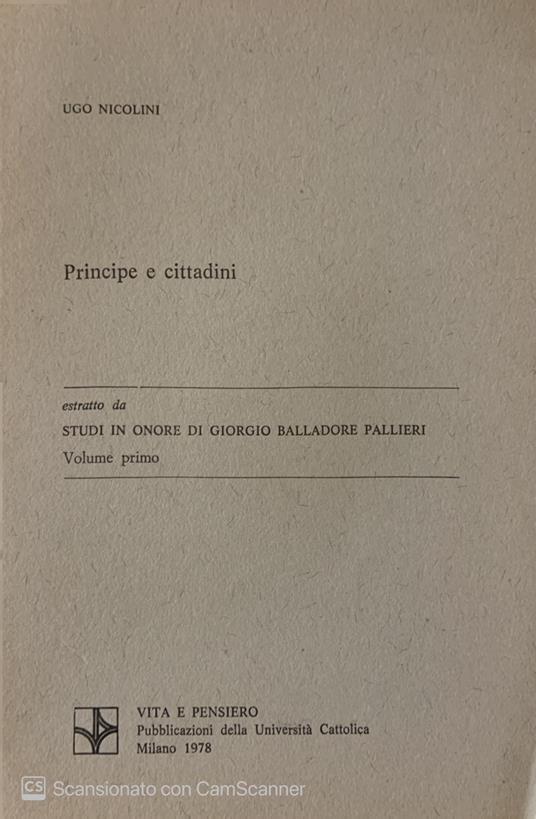 UGO NICOLINI
Principe e cittadini
estratto da
STUDI IN ONORE DI GIORGIO BALLADORE PALLIERI
Volume primo
VITA E PENSIERO
Pubblicazioni della Università Cattolica
Milano 1978
CS Scansionato con CamScanner